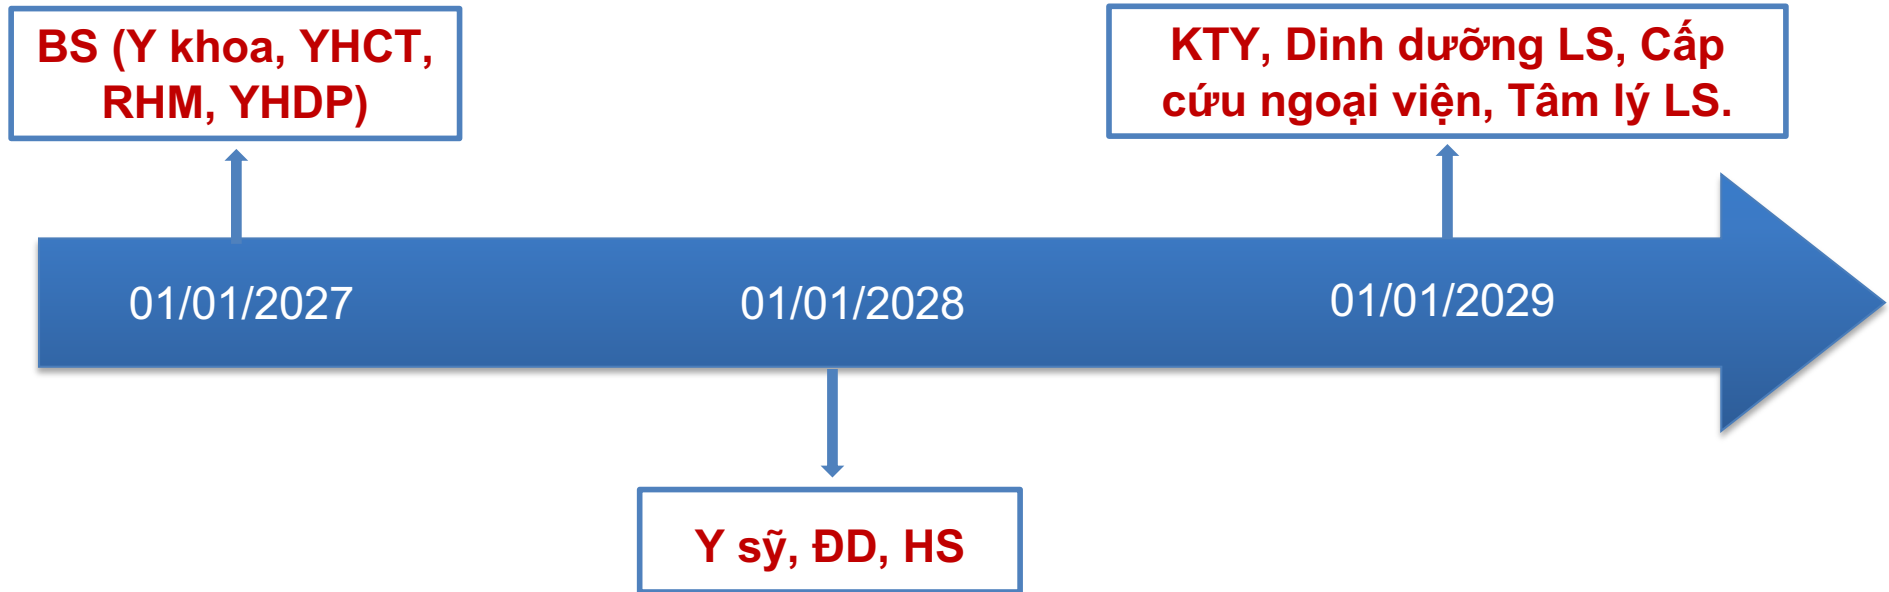 BS (Y khoa, YHCT,
RHM, YHDP)
KTY, Dinh dưỡng LS, Cấp
cứu ngoại viện, Tâm lý LS.
01/01/2027
01/01/2028
01/01/2029
Y sỹ, ĐD, HS